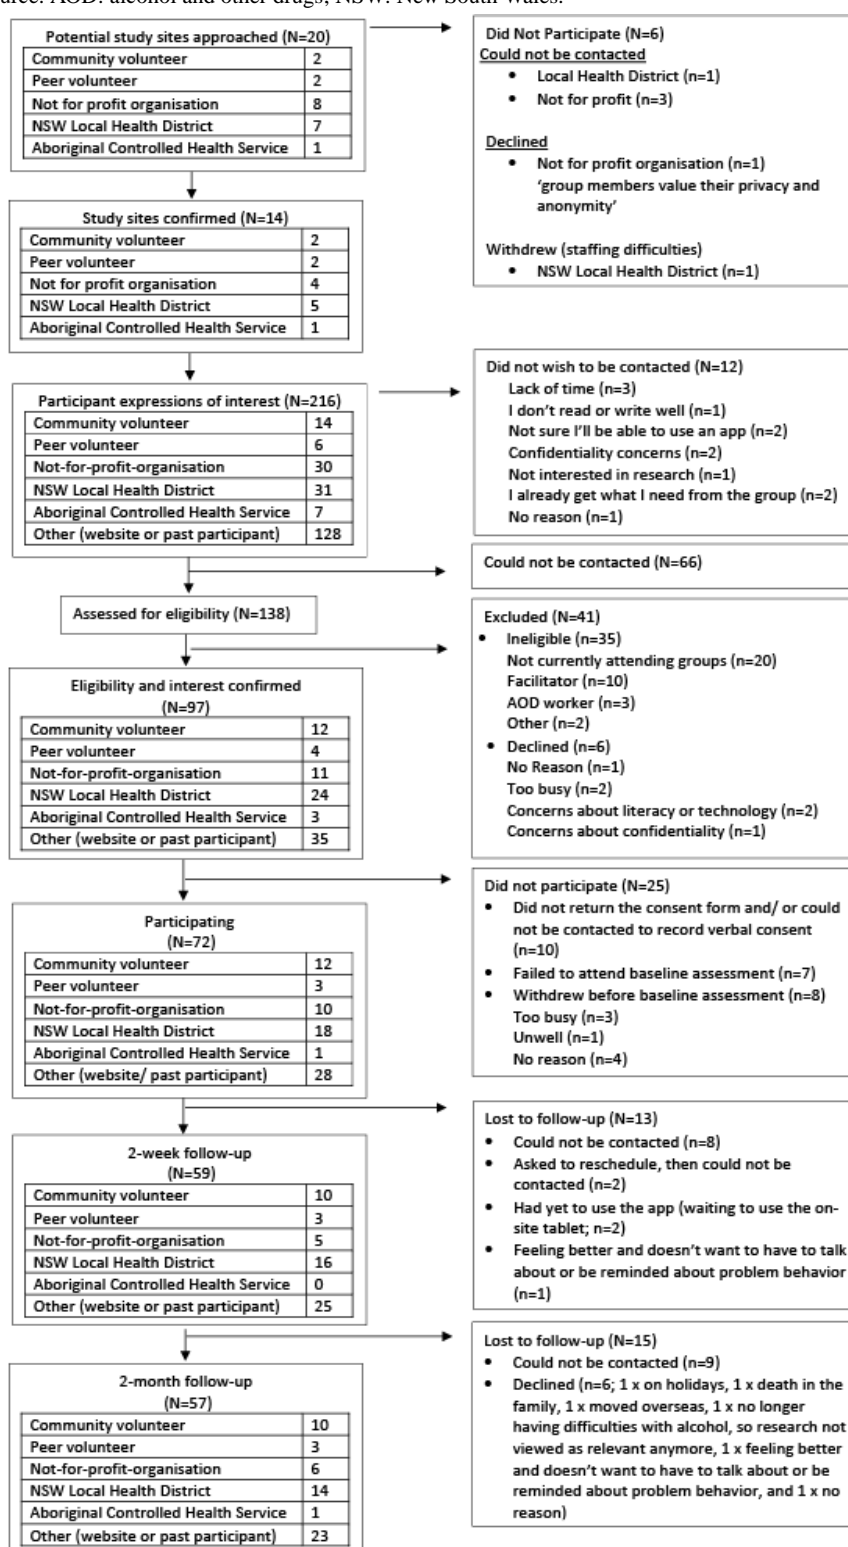 AOD: alcohol and other drugs; NSW: New South Wales.
Potential study sites approached (N=20)
Community volunteer 2
Peer volunteer 2
Not for profit organisation 8
NSW Local Health District 7
Aboriginal Controlled Health Service 1
Did Not Participate (N=6)
Could not be contacted
• Local Health District (n=1)
• Not for profit (n=3)
Declined
• Not for profit organisation (n=1)
‘group members value their privacy and
anonymity’
Withdrew (staffing difficulties)
• NSW Local Health District (n=1)
Study sites confirmed (N=14)
Community volunteer 2
Peer volunteer 2
Not for profit organisation 4
NSW Local Health District 5
Aboriginal Controlled Health Service 1
Participant expressions of interest (N=216)
Community volunteer 14
Peer volunteer 6
Not-for-profit-organisation 30
NSW Local Health District 31
Aboriginal Controlled Health Service 7
Other (website or past participant) 128
Did not wish to be contacted (N=12)
Lack of time (n=3)
I don’t read or write well (n=1)
Not sure I’ll be able to use an app (n=2)
Confidentiality concerns (n=2)
Not interested in research (n=1)
I already get what I need from the group (n=2)
No reason (n=1)
Could not be contacted (N=66)
Assessed for eligibility (N=138)
Excluded (N=41)
• Ineligible (n=35)
Not currently attending groups (n=20)
Facilitator (n=10)
AOD worker (n=3)
Other (n=2)
• Declined (n=6)
No Reason (n=1)
Too busy (n=2)
Concerns about literacy or technology (n=2)
Concerns about confidentiality (n=1)
Eligibility and interest confirmed
(N=97)
Community volunteer 12
Peer volunteer 4
Not-for-profit-organisation 11
NSW Local Health District 24
Aboriginal Controlled Health Service 3
Other (website or past participant) 35
Did not participate (N=25)
• Did not return the consent form and/ or could
not be contacted to record verbal consent
(n=10)
• Failed to attend baseline assessment (n=7)
• Withdrew before baseline assessment (n=8)
Too busy (n=3)
Unwell (n=1)
No reason (n=4)
Participating
(N=72)
Community volunteer 12
Peer volunteer 3
Not-for-profit-organisation 10
NSW Local Health District 18
Aboriginal Controlled Health Service 1
Other (website/ past participant) 28
Lost to follow-up (N=13)
• Could not be contacted (n=8)
• Asked to reschedule, then could not be
contacted (n=2)
• Had yet to use the app (waiting to use the on-
site tablet; n=2)
• Feeling better and doesn’t want to have to talk
about or be reminded about problem behavior
(n=1)
2-week follow-up
(N=59)
Community volunteer 10
Peer volunteer 3
Not-for-profit-organisation 5
NSW Local Health District 16
Aboriginal Controlled Health Service 0
Other (website or past participant) 25
Lost to follow-up (N=15)
• Could not be contacted (n=9)
• Declined (n=6; 1 x on holidays, 1 x death in the
family, 1 x moved overseas, 1 x no longer
having difficulties with alcohol, so research not
viewed as relevant anymore, 1 x feeling better
and doesn’t want to have to talk about or be
reminded about problem behavior, and 1 x no
reason)
2-month follow-up
(N=57)
Community volunteer 10
Peer volunteer 3
Not-for-profit-organisation 6
NSW Local Health District 14
Aboriginal Controlled Health Service 1
Other (website or past participant) 23